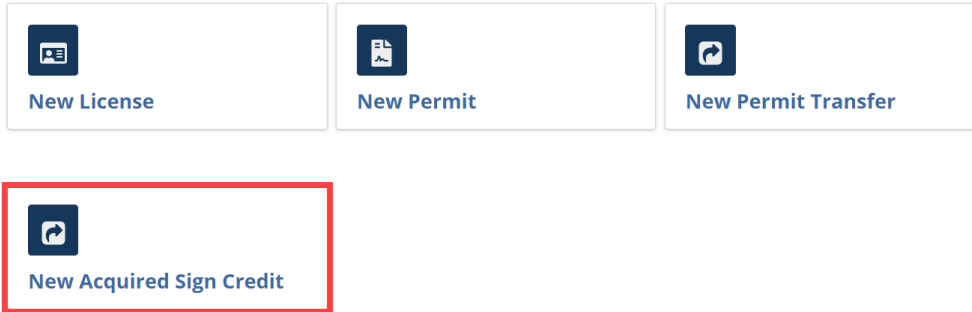 New License
New Permit
New Permit Transfer
New Acquired Sign Credit